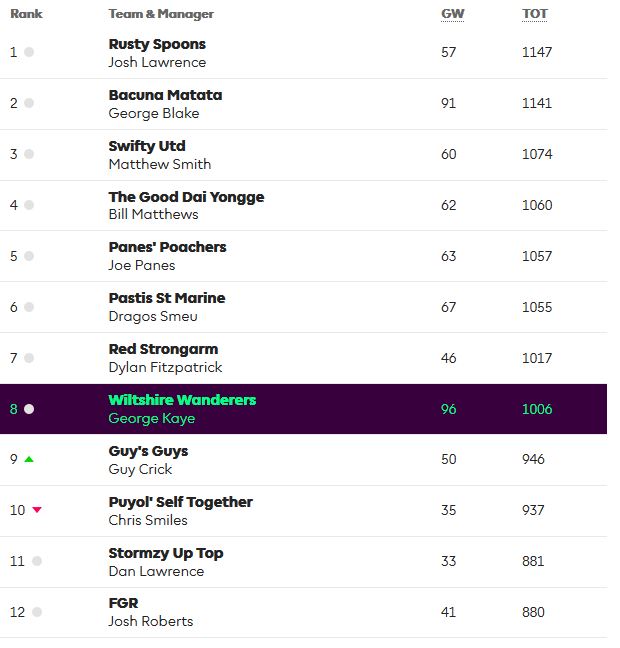 Rank Team & Manager GW TOT
1 Rusty Spoons 57 1147
Josh Lawrence
2 Bacuna Matata 91 1141
George Blake
3 Swifty Utd 60 1074
Matthew Smith
4 The Good Dai Yongge 62 1060
Bill Matthews
5 Panes' Poachers 63 1057
Joe Panes
6 Pastis St Marine 67 1055
Dragos Smeu
7 Red Strongarm 46 1017
Dylan Fitzpatrick
8 Wiltshire Wanderers 96 1006
George Kaye
9 Guy's Guys 50 946
Guy Crick
10 Puyol' Self Together 35 937
Chris Smiles
11 Stormzy Up Top 33 881
Dan Lawrence
12 FGR 41 880
Josh Roberts